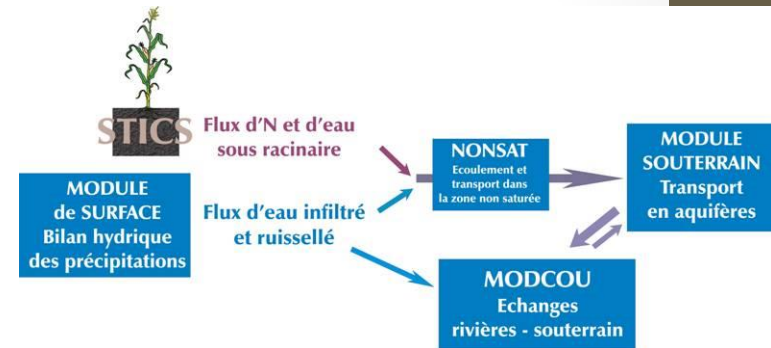 STICS
Flux d'N et d'eau
sous racinaire
MODULE
de SURFACE
Bilan hydrique
des précipitations
Flux d'eau infiltré
et ruissellé
NONSAT
Ecoulement et
transport dans
la zone non saturée
MODULE
SOUTERRAIN
Transport
en aquifères
MODCOU
Echanges
rivières - souterrain